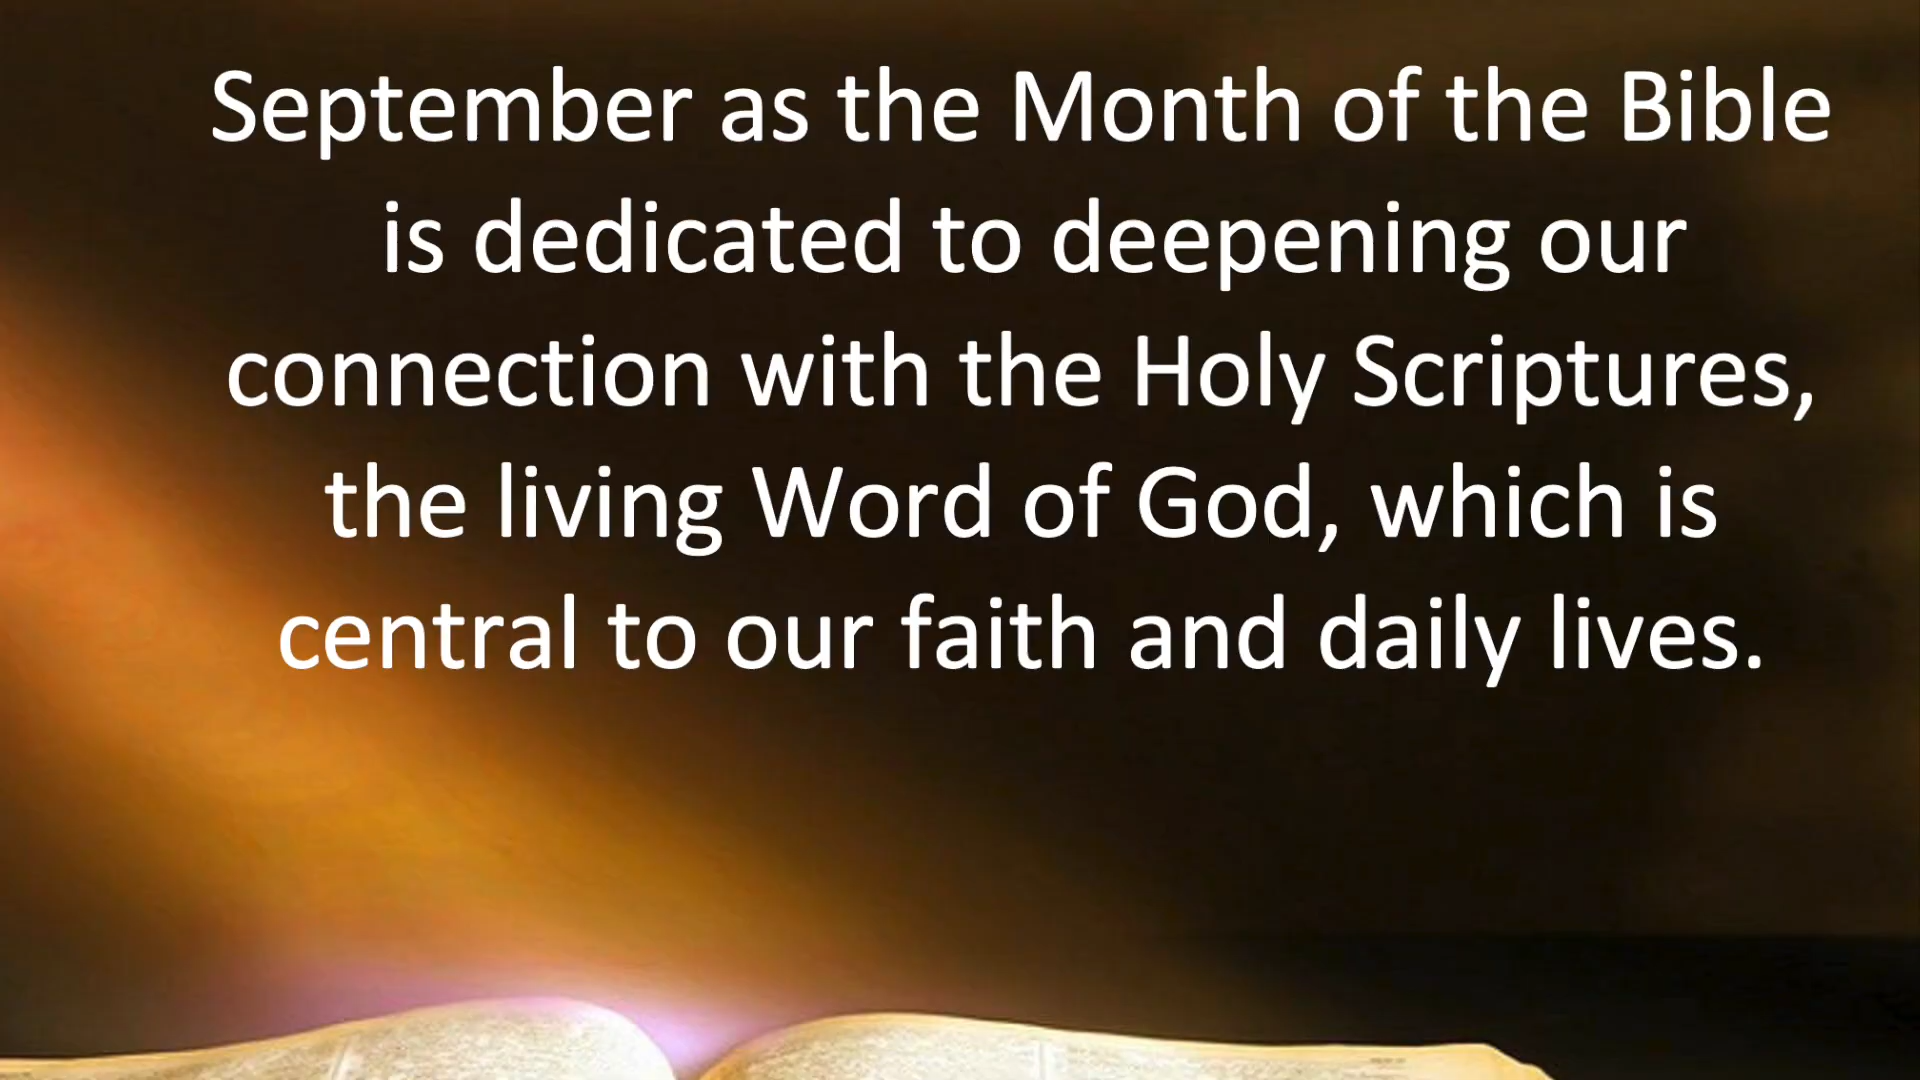 September as the Month of the Bible
is dedicated to deepening our
connection with the Holy Scriptures,
the living Word of God, which is
central to our faith and daily lives.